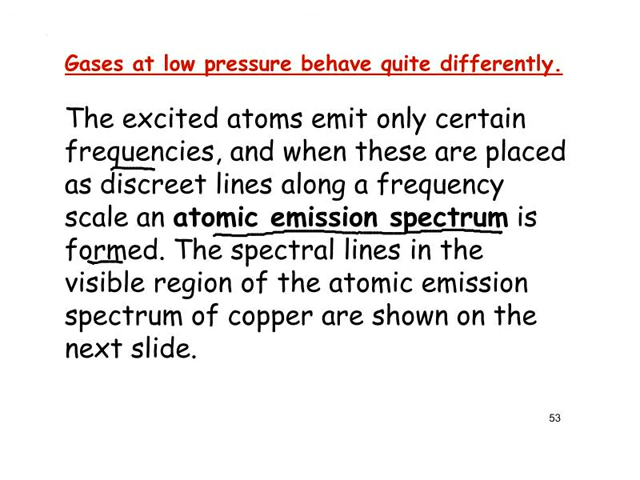 Gases at low pressure behave quite differently.
The excited atoms emit only certain
frequencies, and when these are placed
as discreet lines along a frequency
scale an atomic emission spectrum is
formed. The spectral lines in the
visible region of the atomic emission
spectrum of copper are shown on the
next slide.
53